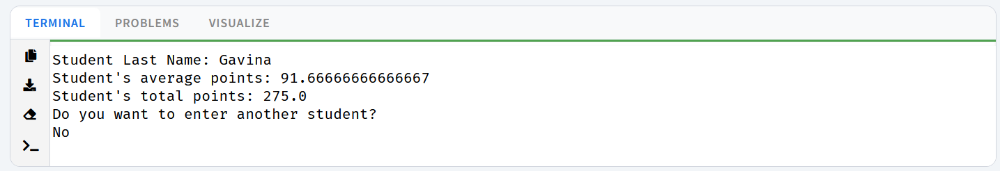 TERMINAL PROBLEMS VISUALIZE
Student Last Name: Gavina
Student's average points: 91.66666666666667
Student's total points: 275.0
Do you want to enter another student?
No